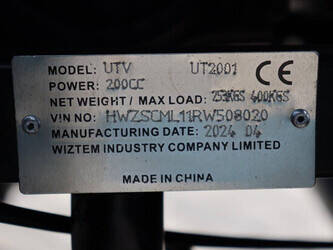 MODEL: UTV UT2001 CE
POWER: 200CC
NET WEIGHT / MAX LOAD: 253KGS 400KGS
VIN NO: HWZSCML11RW508020
MANUFACTURING DATE: 2024 04
WIZTEM INDUSTRY COMPANY LIMITED
MADE IN CHINA